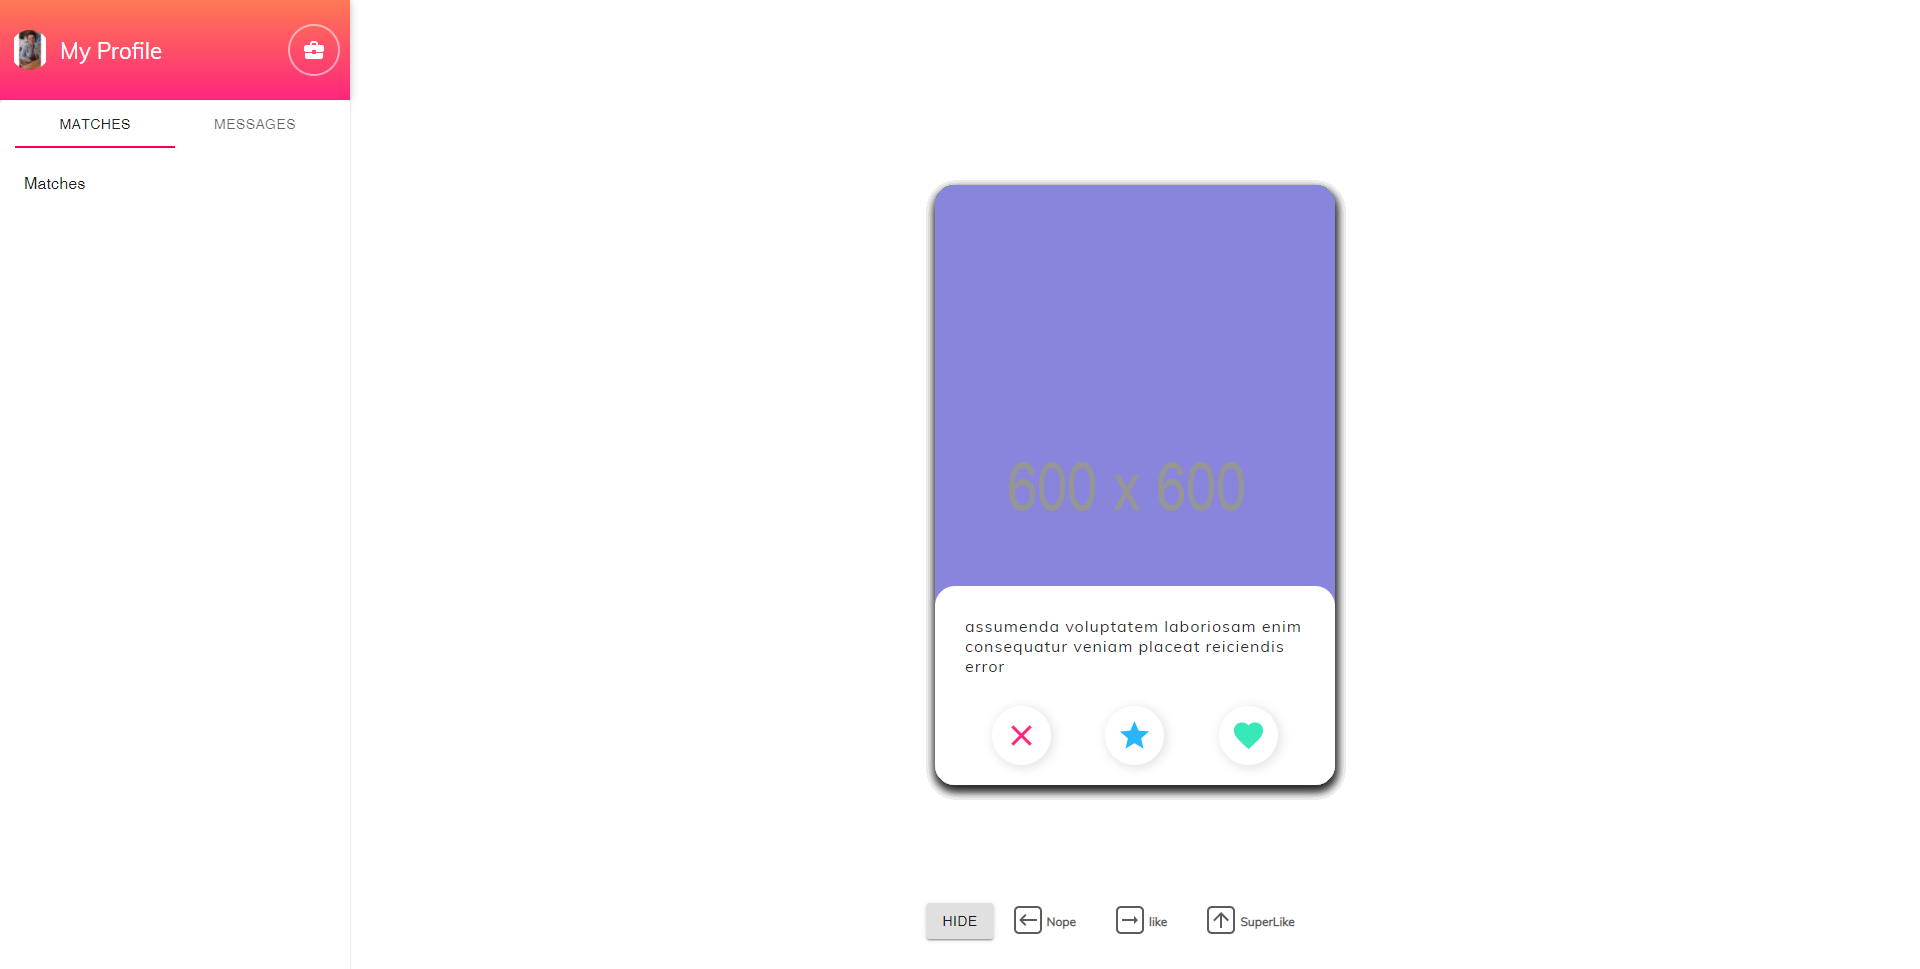 My Profile
MATCHES MESSAGES
Matches
600 x 600
assumenda voluptatem laboriosam enim
consequatur veniam placeat reiciendis
error
HIDE Nope like SuperLike